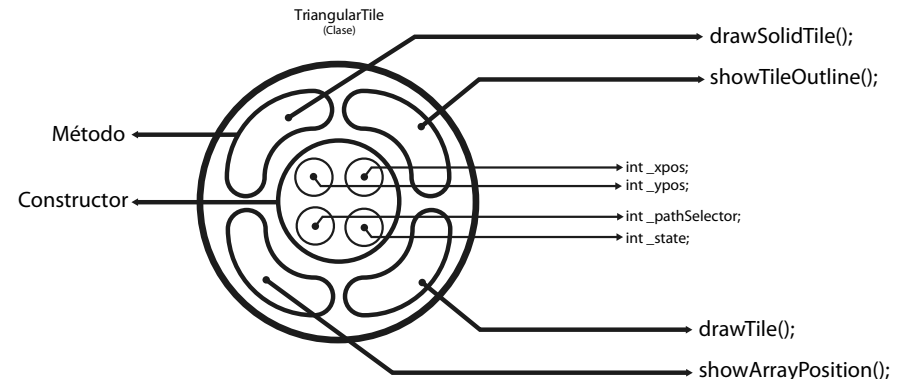 TriangularTile
(Clase)
drawSolidTile();
showTileOutline();
Método
int _xpos;
int _ypos;
Constructor
int _pathSelector;
int _state;
drawTile();
showArrayPosition();